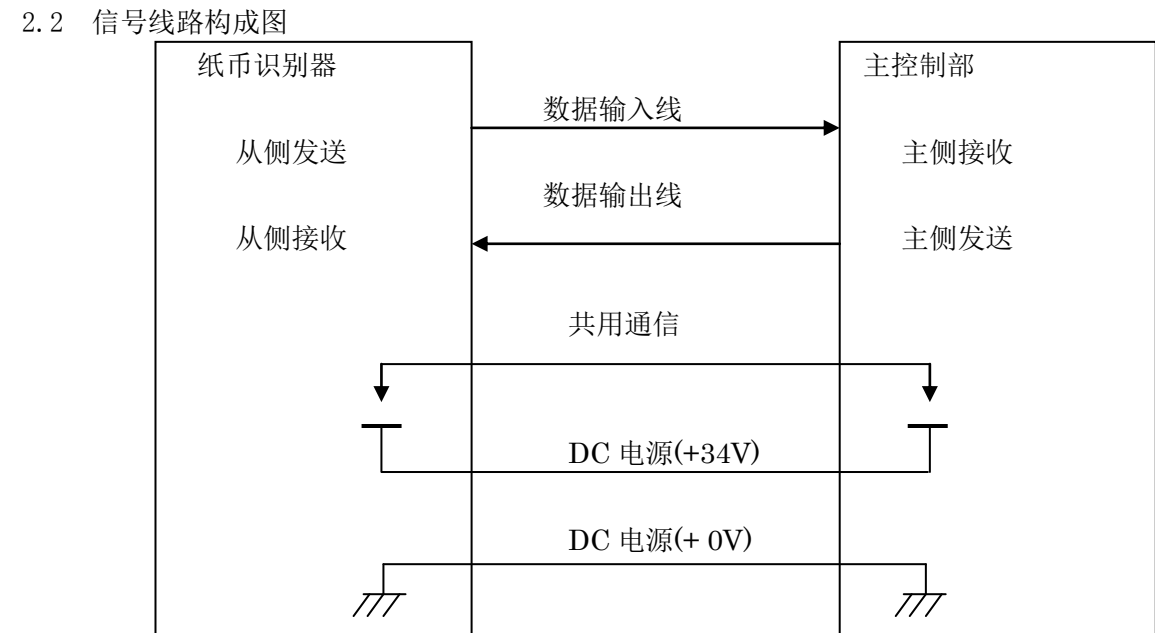 2.2 信号线路构成图
纸币识别器
主控制部
数据输入线
从侧发送
主侧接收
数据输出线
从侧接收
主侧发送
共用通信
DC 电源(+34V)
DC 电源(+ 0V)